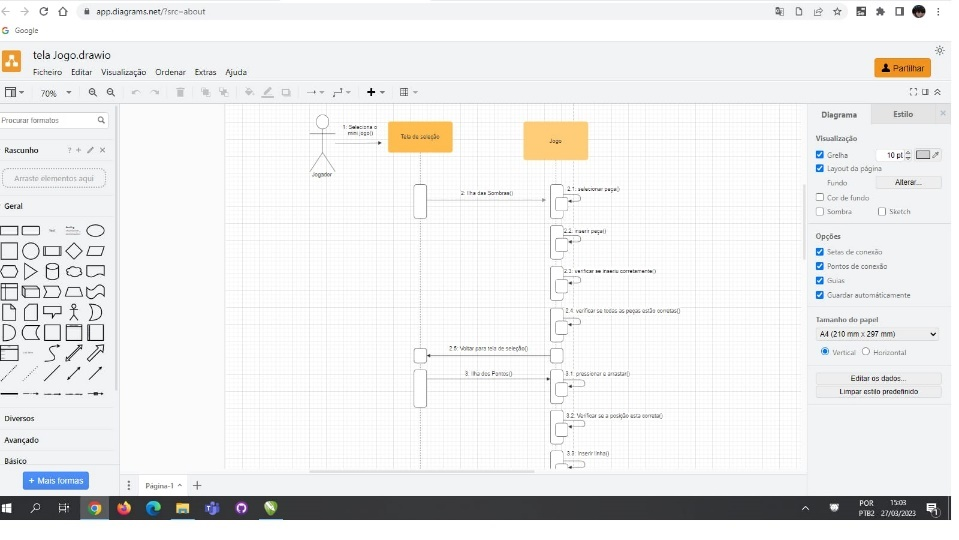 app.diagrams.net/?src=about
Google
tela Jogo.drawio
Ficheiro Editar Visualização Ordenar Extras Ajuda
Partilhar
70%
Procurar formatos
Rascunho
Arraste elementos aqui
Geral
Diversos
Avançado
Básico
+ Mais formas
1: Seleciona o
mini jogo()
Jogador
Tela de seleção
Jogo
2: Ilha das Sombras()
2.1: selecionar peça()
2.2: Inserir peça()
2.3: verificar se inseriu corretamente()
2.4: verificar se todas as peças estão corretas()
2.5: Voltar para tela de seleção()
3: Ilha dos Pontos()
3.1: pressionar e arrastar()
3.2: Verificar se a posição esta correta()
3.3: Inserir linha()
Página-1
Diagrama Estilo
Visualização
Grelha 10 pt
Layout da página
Fundo Alterar...
Cor de fundo
Sombra Sketch
Opções
Setas de conexão
Pontos de conexão
Guias
Guardar automáticamente
Tamanho do papel
A4 (210 mm x 297 mm)
Vertical Horizontal
Editar os dados...
Limpar estilo predefinido
POR 15:03
PTB2 27/03/2023